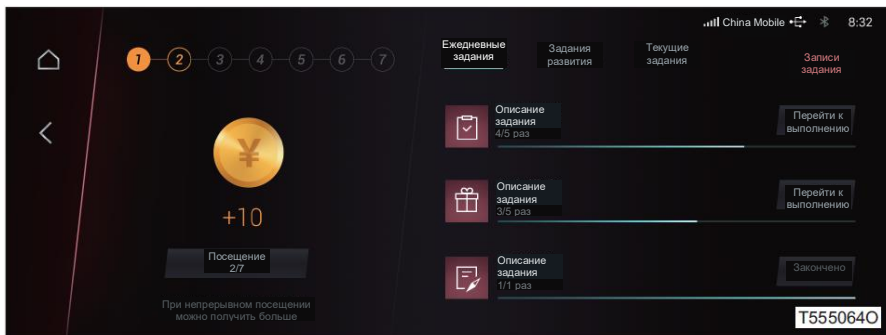 China Mobile 8:32
1 2 3 4 5 6 7
Ежедневные
задания
Задания
развития
Текущие
задания
Записи
задания
¥
+10
Посещение
2/7
При непрерывном посещении
можно получить больше
Описание
задания
4/5 раз
Перейти к
выполнению
Описание
задания
3/5 раз
Перейти к
выполнению
Описание
задания
1/1 раз
Закончено
T555064O